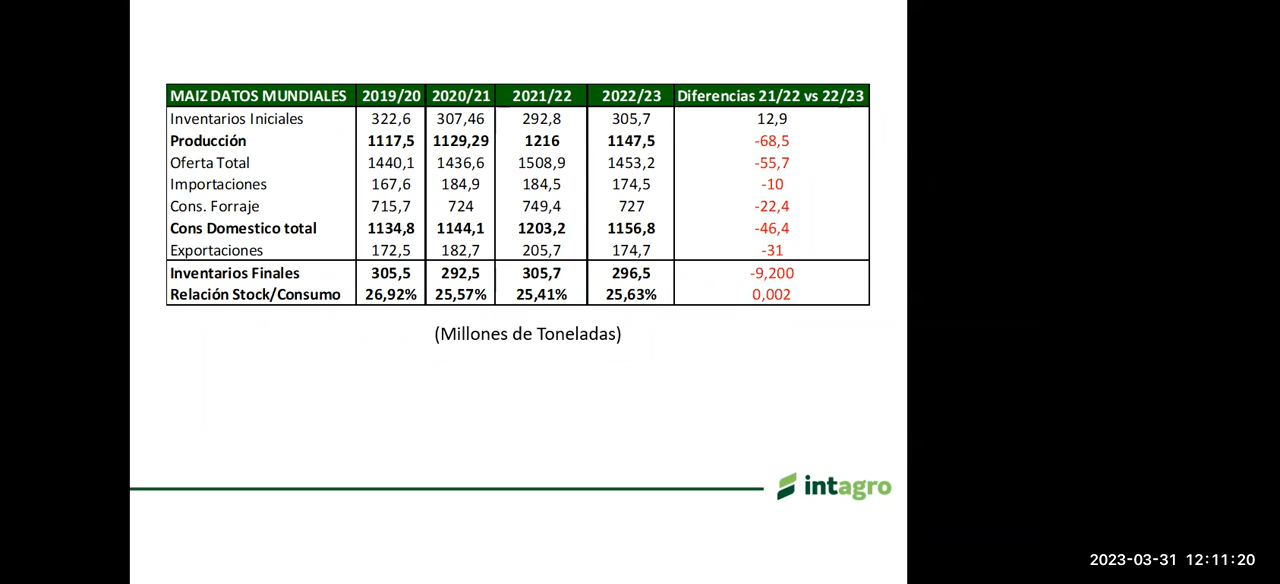 MAIZ DATOS MUNDIALES 2019/20 2020/21 2021/22 2022/23 Diferencias 21/22 vs 22/23
Inventarios Iniciales 322,6 307,46 292,8 305,7 12,9
Producción 1117,5 1129,29 1216 1147,5 -68,5
Oferta Total 1440,1 1436,6 1508,9 1453,2 -55,7
Importaciones 167,6 184,9 184,5 174,5 -10
Cons. Forraje 715,7 724 749,4 727 -22,4
Cons Domestico total 1134,8 1144,1 1203,2 1156,8 -46,4
Exportaciones 172,5 182,7 205,7 174,7 -31
Inventarios Finales 305,5 292,5 305,7 296,5 -9,200
Relación Stock/Consumo 26,92% 25,57% 25,41% 25,63% 0,002
(Millones de Toneladas)
intagro
2023-03-31 12:11:20